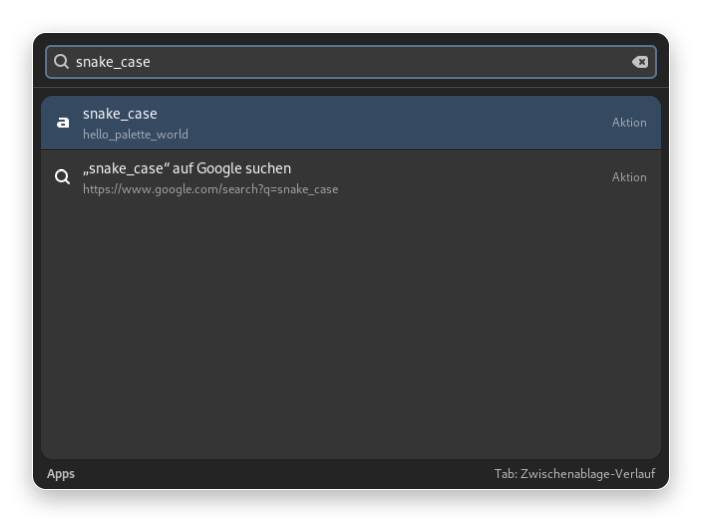 snake_case
snake_case
hello_palette_world
Aktion
„snake_case“ auf Google suchen
https://www.google.com/search?q=snake_case
Aktion
Apps
Tab: Zwischenablage-Verlauf